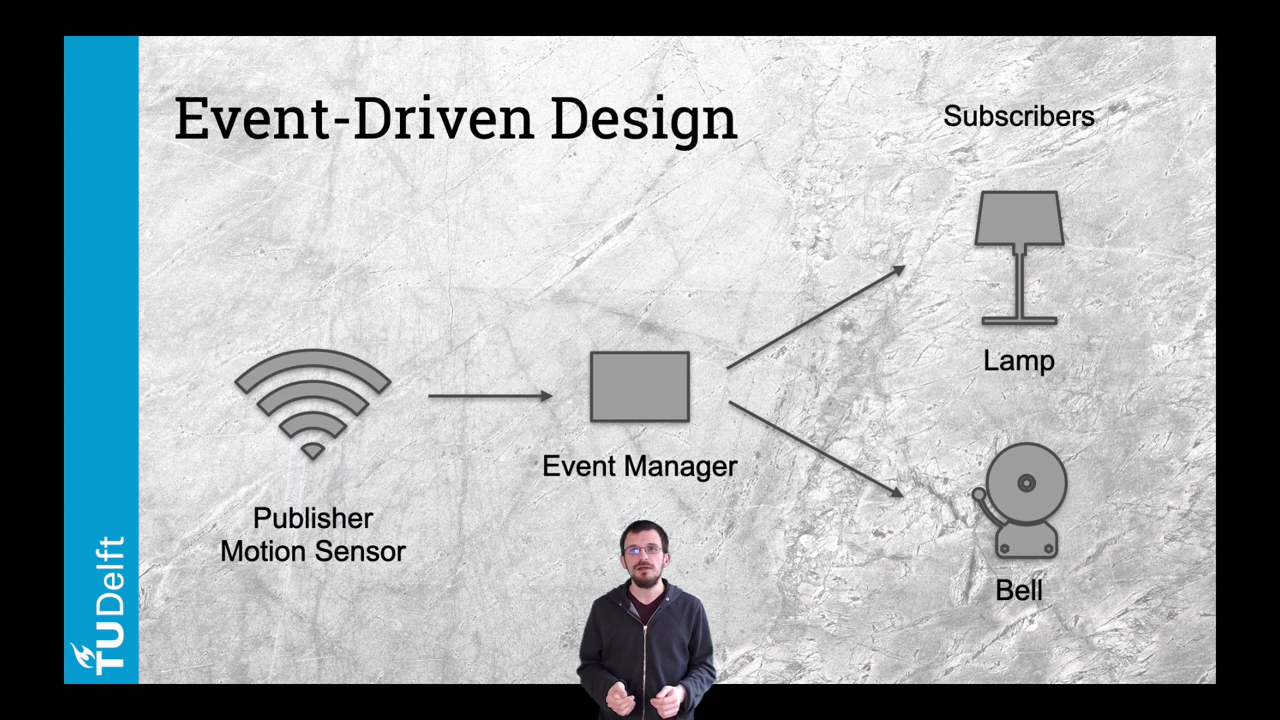 Event-Driven Design
Subscribers
Lamp
Event Manager
Publisher
Motion Sensor
Bell
TUDelft